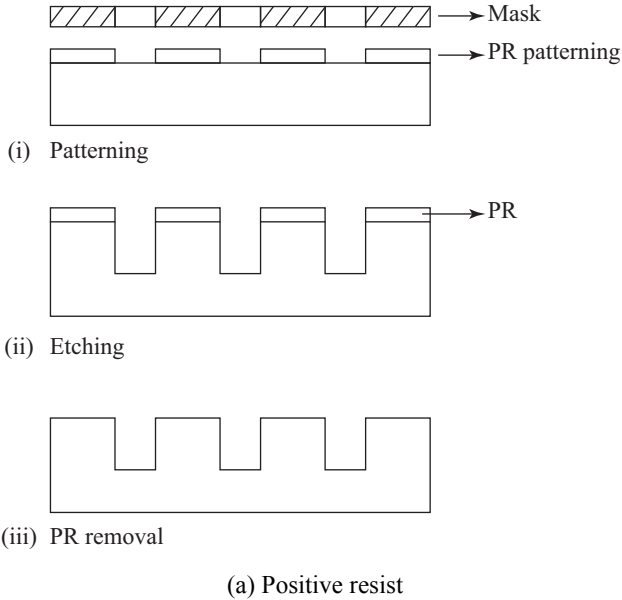 Mask
PR patterning
(i) Patterning
PR
(ii) Etching
(iii) PR removal
(a) Positive resist